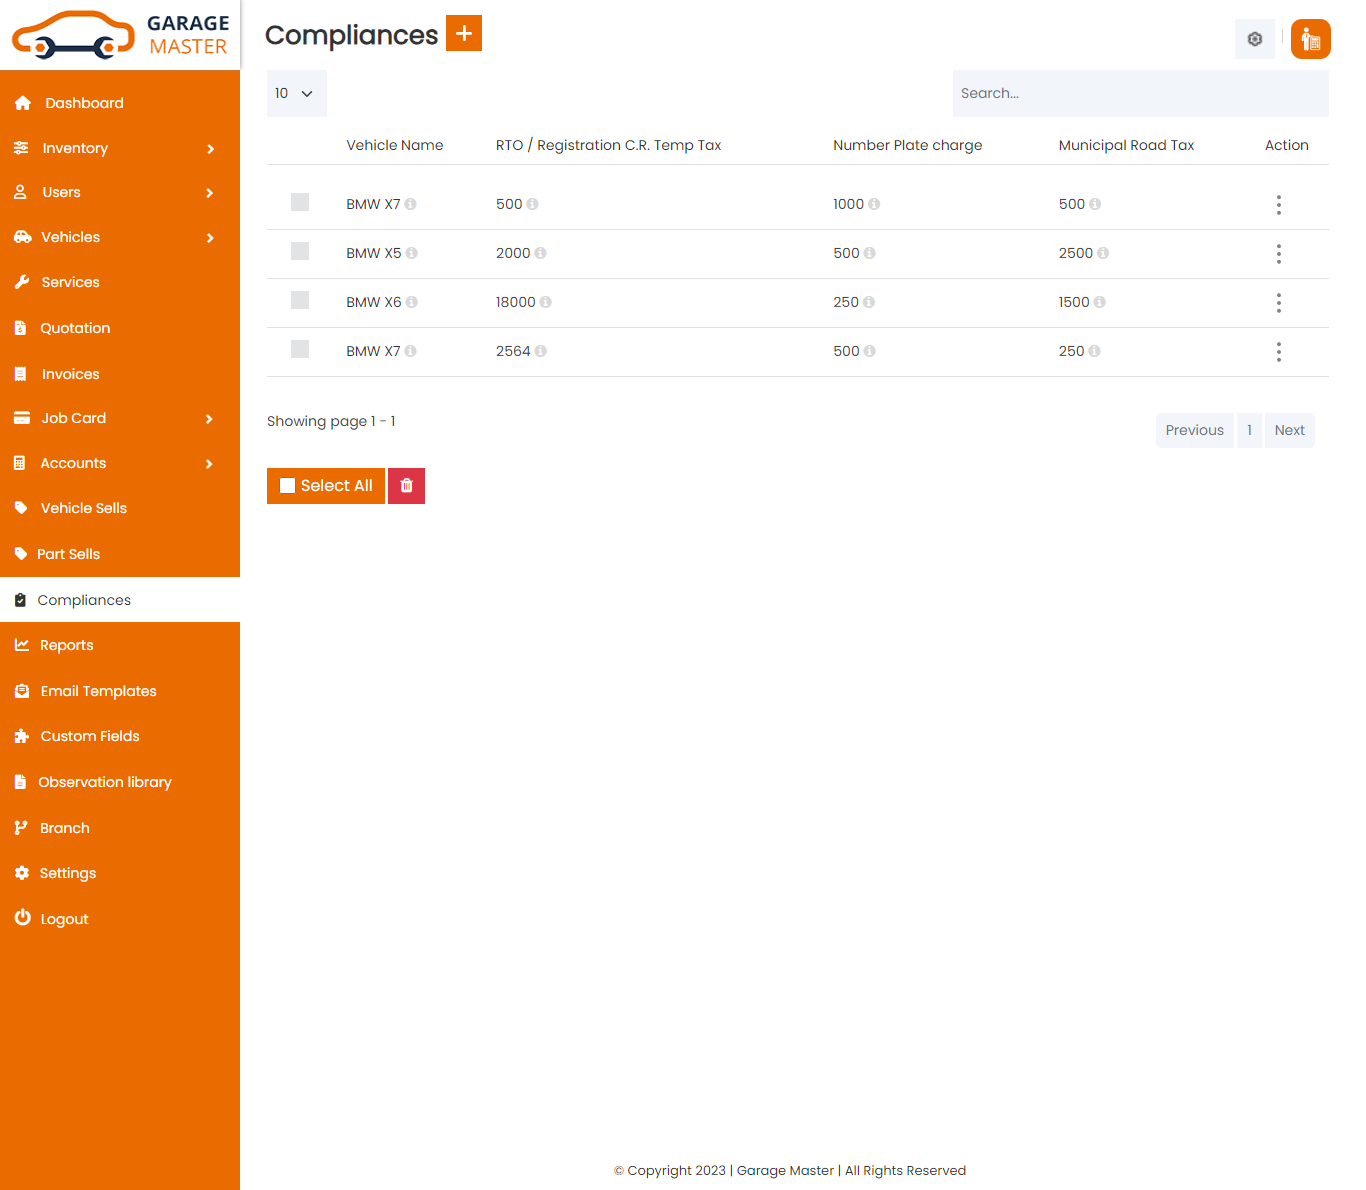 GARAGE
MASTER
Compliances
Dashboard
Inventory
Users
Vehicles
Services
Quotation
Invoices
Job Card
Accounts
Vehicle Sells
Part Sells
Compliances
Reports
Email Templates
Custom Fields
Observation library
Branch
Settings
Logout
10
Search...
Vehicle Name RTO / Registration C.R. Temp Tax Number Plate charge Municipal Road Tax Action
BMW X7 500 1000 500
BMW X5 2000 500 2500
BMW X6 18000 250 1500
BMW X7 2564 500 250
Showing page 1 - 1
Previous 1 Next
Select All
© Copyright 2023 | Garage Master | All Rights Reserved